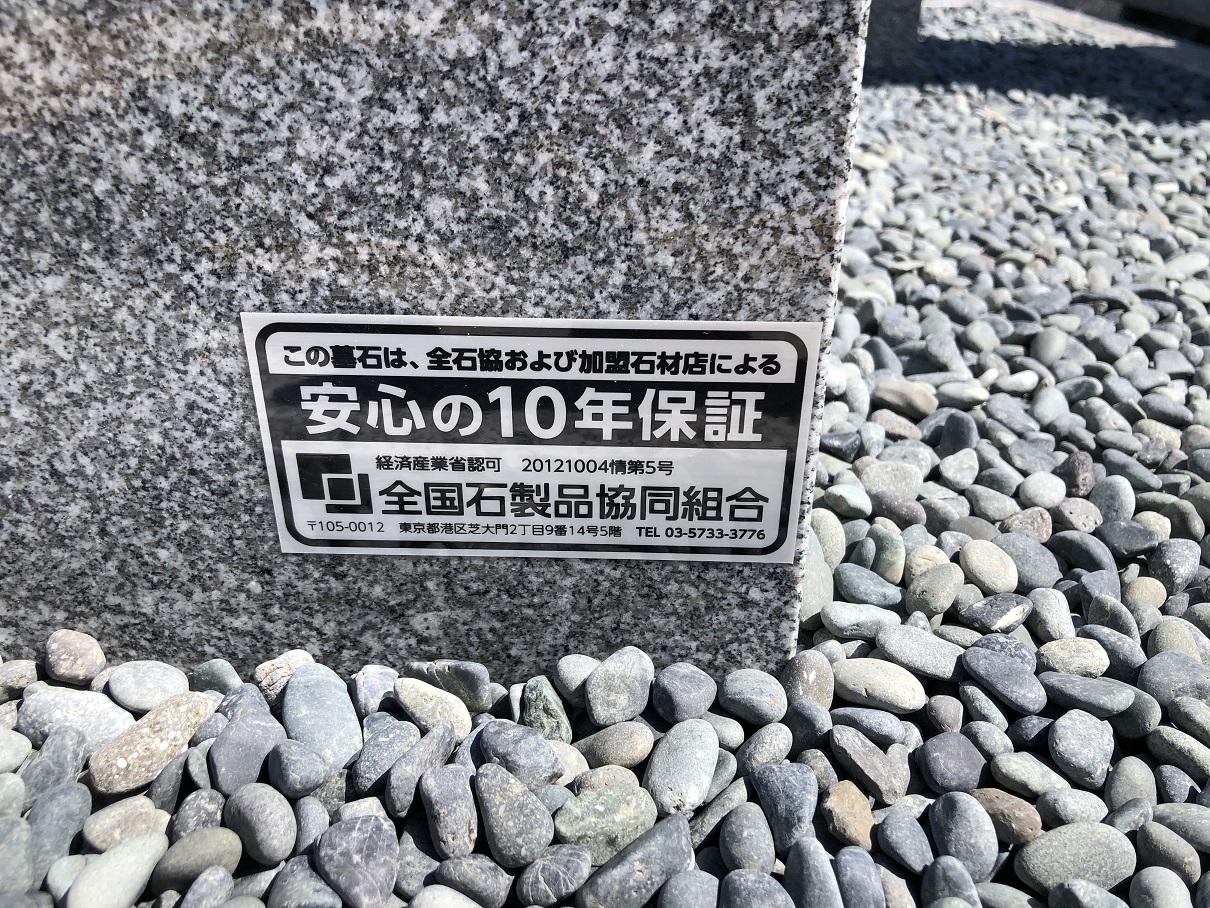 この墓石は、全石協および加盟石材店による
安心の10年保証
経済産業省認可 20121004情第5号
全国石製品協同組合
〒105-0012 東京都港区芝大門2丁目9番14号5階 TEL 03-5733-3776